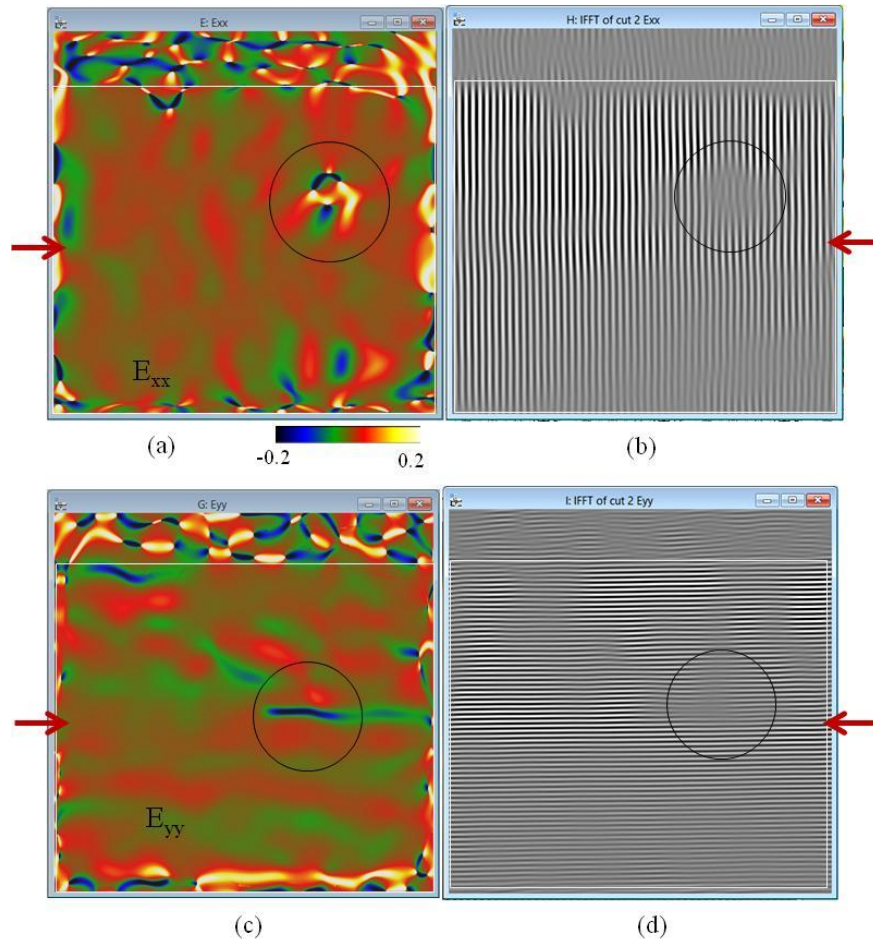 E: Exx
H: IFFT of cut 2 Exx
Exx
(a)
(b)
-0.2
0.2
G: Eyy
I: IFFT of cut 2 Eyy
Eyy
(c)
(d)